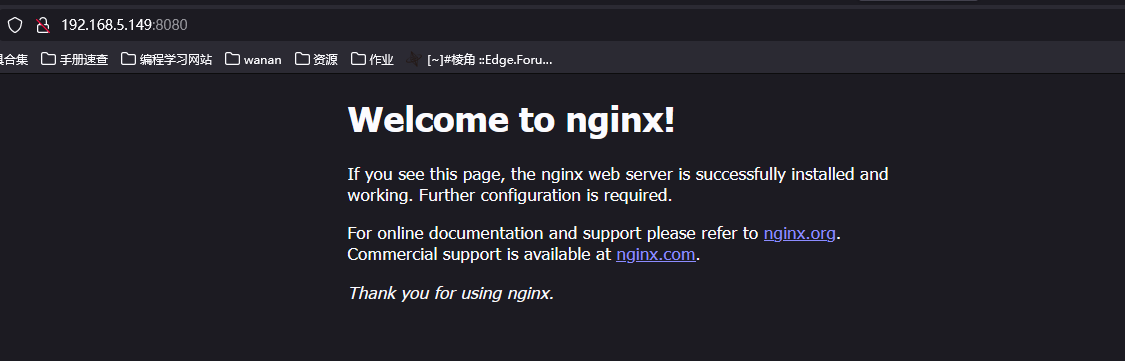 192.168.5.149:8080
具合集 手册速查 编程学习网站 wanan 资源 作业 [~]#棱角 ::Edge.Foru...
Welcome to nginx!
If you see this page, the nginx web server is successfully installed and
working. Further configuration is required.
For online documentation and support please refer to nginx.org.
Commercial support is available at nginx.com.
Thank you for using nginx.